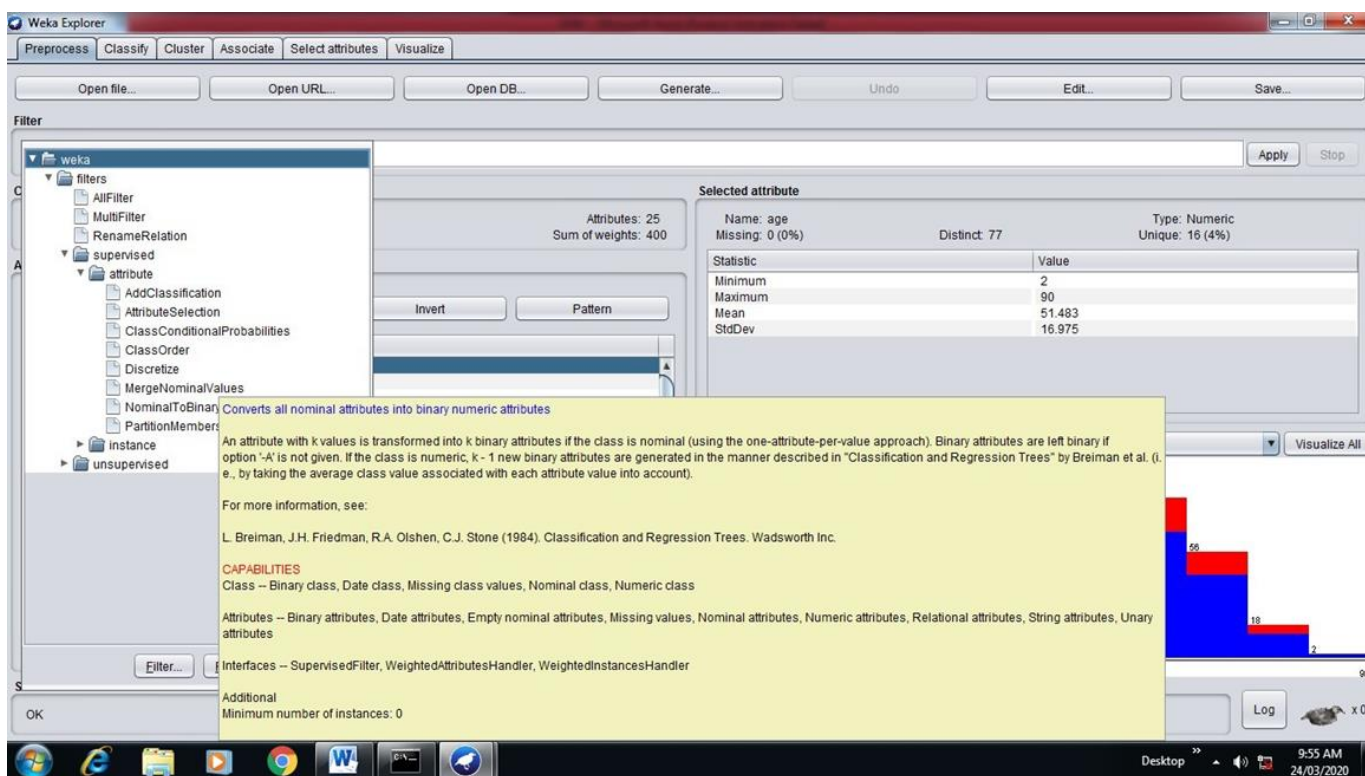 Weka Explorer
Preprocess Classify Cluster Associate Select attributes Visualize
Open file... Open URL... Open DB... Generate... Undo Edit... Save...
Filter
weka
filters
AllFilter
MultiFilter
RenameRelation
supervised
attribute
AddClassification
AttributeSelection
ClassConditionalProbabilities
ClassOrder
Discretize
MergeNominalValues
NominalToBinary
PartitionMembers
instance
unsupervised
Filter...
Apply Stop
Attributes: 25
Sum of weights: 400
Invert Pattern
Selected attribute
Name: age Type: Numeric
Missing: 0 (0%) Distinct: 77 Unique: 16 (4%)
Statistic Value
Minimum 2
Maximum 90
Mean 51.483
StdDev 16.975
Visualize All
Converts all nominal attributes into binary numeric attributes
An attribute with k values is transformed into k binary attributes if the class is nominal (using the one-attribute-per-value approach). Binary attributes are left binary if
option '-A' is not given. If the class is numeric, k - 1 new binary attributes are generated in the manner described in "Classification and Regression Trees" by Breiman et al. (i.
e., by taking the average class value associated with each attribute value into account).
For more information, see:
L. Breiman, J.H. Friedman, R.A. Olshen, C.J. Stone (1984). Classification and Regression Trees. Wadsworth Inc.
CAPABILITIES
Class -- Binary class, Date class, Missing class values, Nominal class, Numeric class
Attributes -- Binary attributes, Date attributes, Empty nominal attributes, Missing values, Nominal attributes, Numeric attributes, Relational attributes, String attributes, Unary
attributes
Interfaces -- SupervisedFilter, WeightedAttributesHandler, WeightedInstancesHandler
Additional
Minimum number of instances: 0
56
18
2
OK
Log x 0
Desktop
9:55 AM
24/03/2020